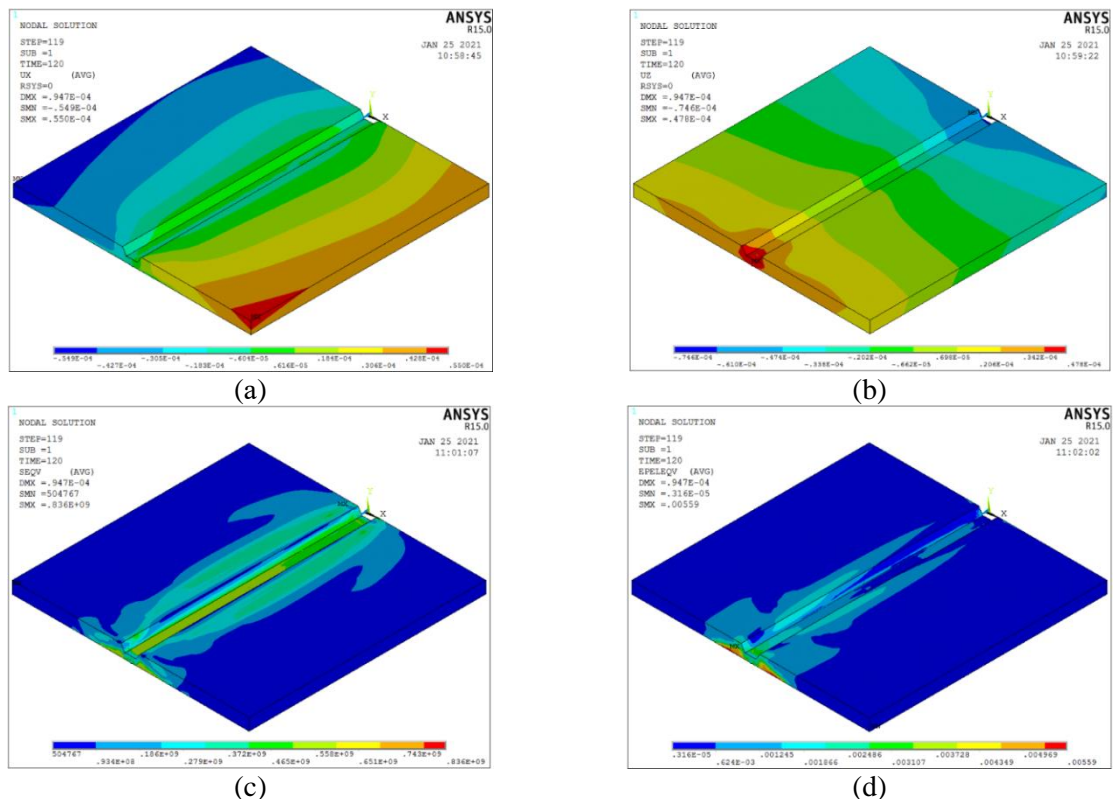 1
NODAL SOLUTION
STEP=119
SUB =1
TIME=120
UX (AVG)
RSYS=0
DMX =.947E-04
SMN =-.549E-04
SMX =.550E-04
ANSYS
R15.0
JAN 25 2021
10:58:45
Y
X
MN
MX
-.549E-04 -.305E-04 -.604E-05 .184E-04 .428E-04
-.427E-04 -.183E-04 .616E-05 .306E-04 .550E-04
(a)
1
NODAL SOLUTION
STEP=119
SUB =1
TIME=120
UZ (AVG)
RSYS=0
DMX =.947E-04
SMN =-.746E-04
SMX =.478E-04
ANSYS
R15.0
JAN 25 2021
10:59:22
Y
MN
X
-.746E-04 -.474E-04 -.202E-04 .698E-05 .342E-04
-.610E-04 -.338E-04 -.662E-05 .206E-04 .478E-04
(b)
1
NODAL SOLUTION
STEP=119
SUB =1
TIME=120
SEQV (AVG)
DMX =.947E-04
SMN =504767
SMX =.836E+09
ANSYS
R15.0
JAN 25 2021
11:01:07
Y
MX
X
504767 .186E+09 .372E+09 .558E+09 .743E+09
.934E+08 .279E+09 .465E+09 .651E+09 .836E+09
(c)
1
NODAL SOLUTION
STEP=119
SUB =1
TIME=120
EPELEQV (AVG)
DMX =.947E-04
SMN =.316E-05
SMX =.00559
ANSYS
R15.0
JAN 25 2021
11:02:02
Y
X
MX
.316E-05 .001245 .002486 .003728 .004969
.624E-03 .001866 .003107 .004349 .00559
(d)